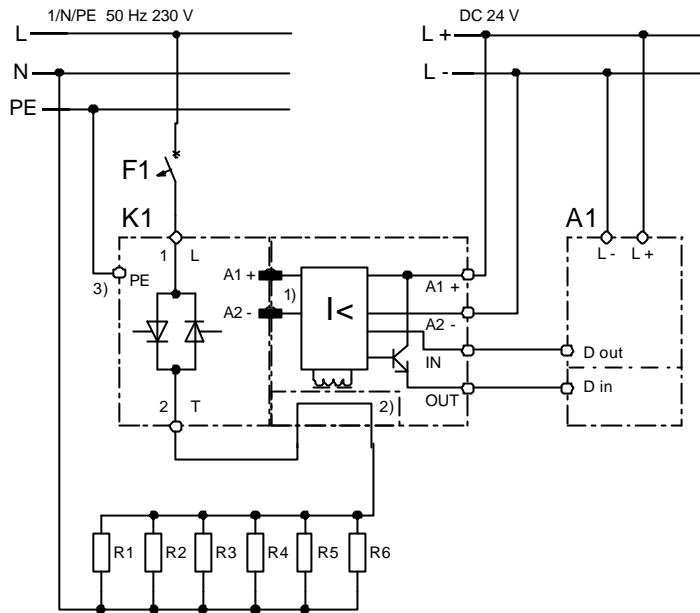 1/N/PE 50 Hz 230 V
DC 24 V
L
L +
N
L -
PE
F1
K1
A1
1 L
L - L +
3) PE
A1 + 1)
A1 +
A2 -
I<
A2 -
IN
D out
2 T
2)
OUT
D in
R1 R2 R3 R4 R5 R6